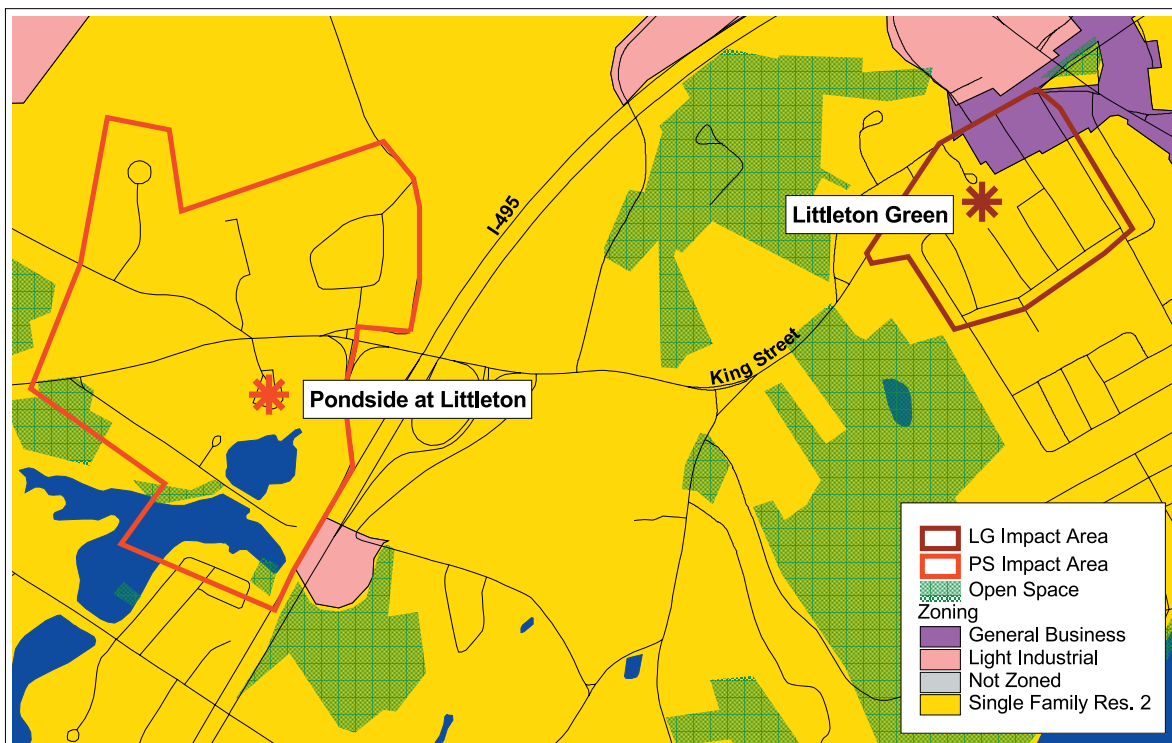 I-495
Littleton Green
King Street
Pondside at Littleton
LG Impact Area
PS Impact Area
Open Space
Zoning
General Business
Light Industrial
Not Zoned
Single Family Res. 2